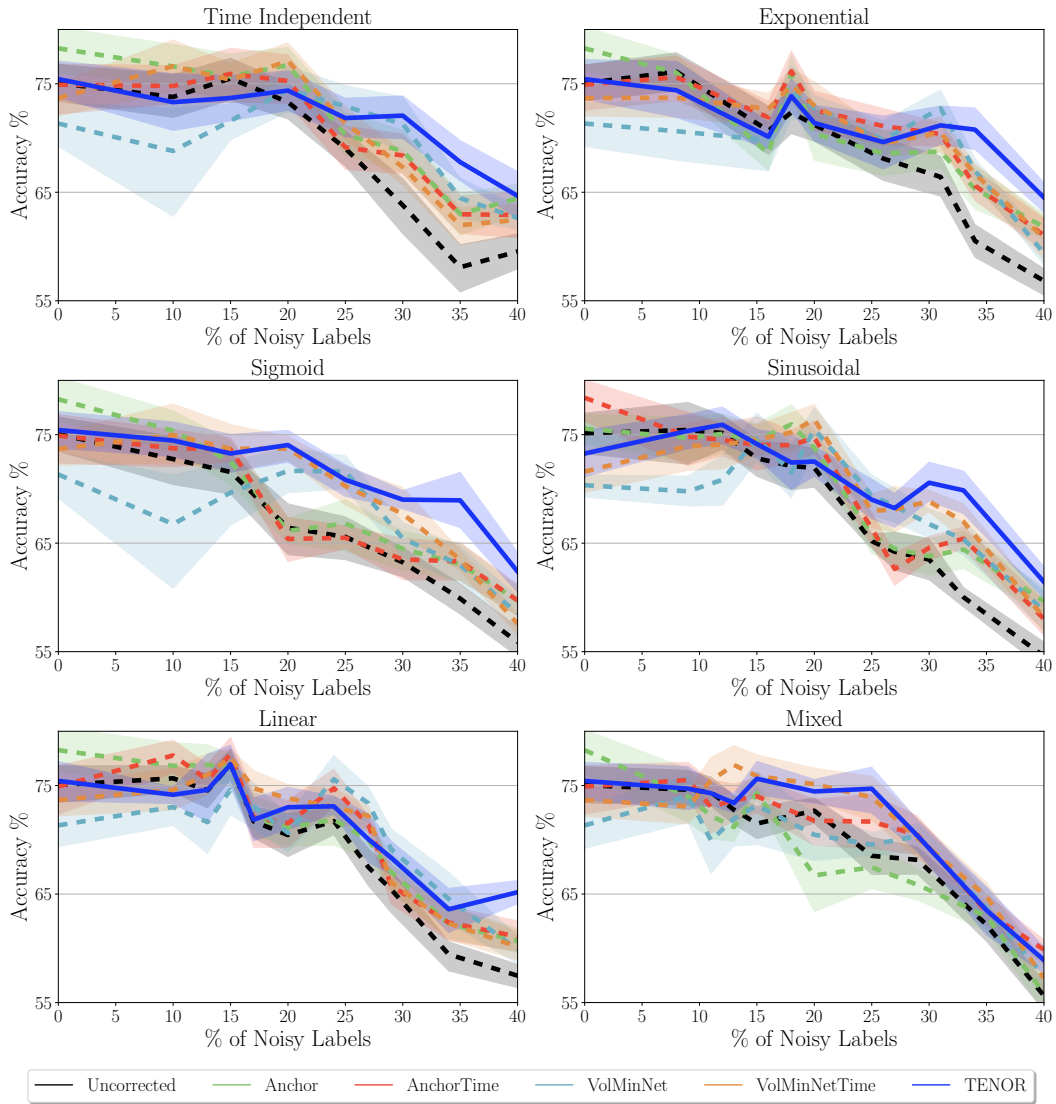 Time Independent
Exponential
75
65
55
Accuracy %
0 5 10 15 20 25 30 35 40
% of Noisy Labels
75
65
55
Accuracy %
0 5 10 15 20 25 30 35 40
% of Noisy Labels
Sigmoid
Sinusoidal
75
65
55
Accuracy %
0 5 10 15 20 25 30 35 40
% of Noisy Labels
75
65
55
Accuracy %
0 5 10 15 20 25 30 35 40
% of Noisy Labels
Linear
Mixed
75
65
55
Accuracy %
0 5 10 15 20 25 30 35 40
% of Noisy Labels
75
65
55
Accuracy %
0 5 10 15 20 25 30 35 40
% of Noisy Labels
Uncorrected Anchor AnchorTime VolMinNet VolMinNetTime TENOR